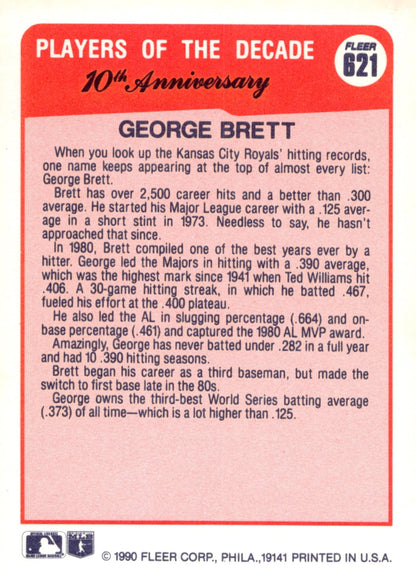 PLAYERS OF THE DECADE
10th Anniversary
FLEER
621
GEORGE BRETT
When you look up the Kansas City Royals' hitting records,
one name keeps appearing at the top of almost every list:
George Brett.
Brett has over 2,500 career hits and a better than .300
average. He started his Major League career with a .125 aver-
age in a short stint in 1973. Needless to say, he hasn't
approached that since.
In 1980, Brett compiled one of the best years ever by a
hitter. George led the Majors in hitting with a .390 average,
which was the highest mark since 1941 when Ted Williams hit
.406. A 30-game hitting streak, in which he batted .467,
fueled his effort at the .400 plateau.
He also led the AL in slugging percentage (.664) and on-
base percentage (.461) and captured the 1980 AL MVP award.
Amazingly, George has never batted under .282 in a full year
and had 10 .390 hitting seasons.
Brett began his career as a third baseman, but made the
switch to first base late in the 80s.
George owns the third-best World Series batting average
(.373) of all time—which is a lot higher than .125.
MLB
© 1990 FLEER CORP., PHILA.,19141 PRINTED IN U.S.A.